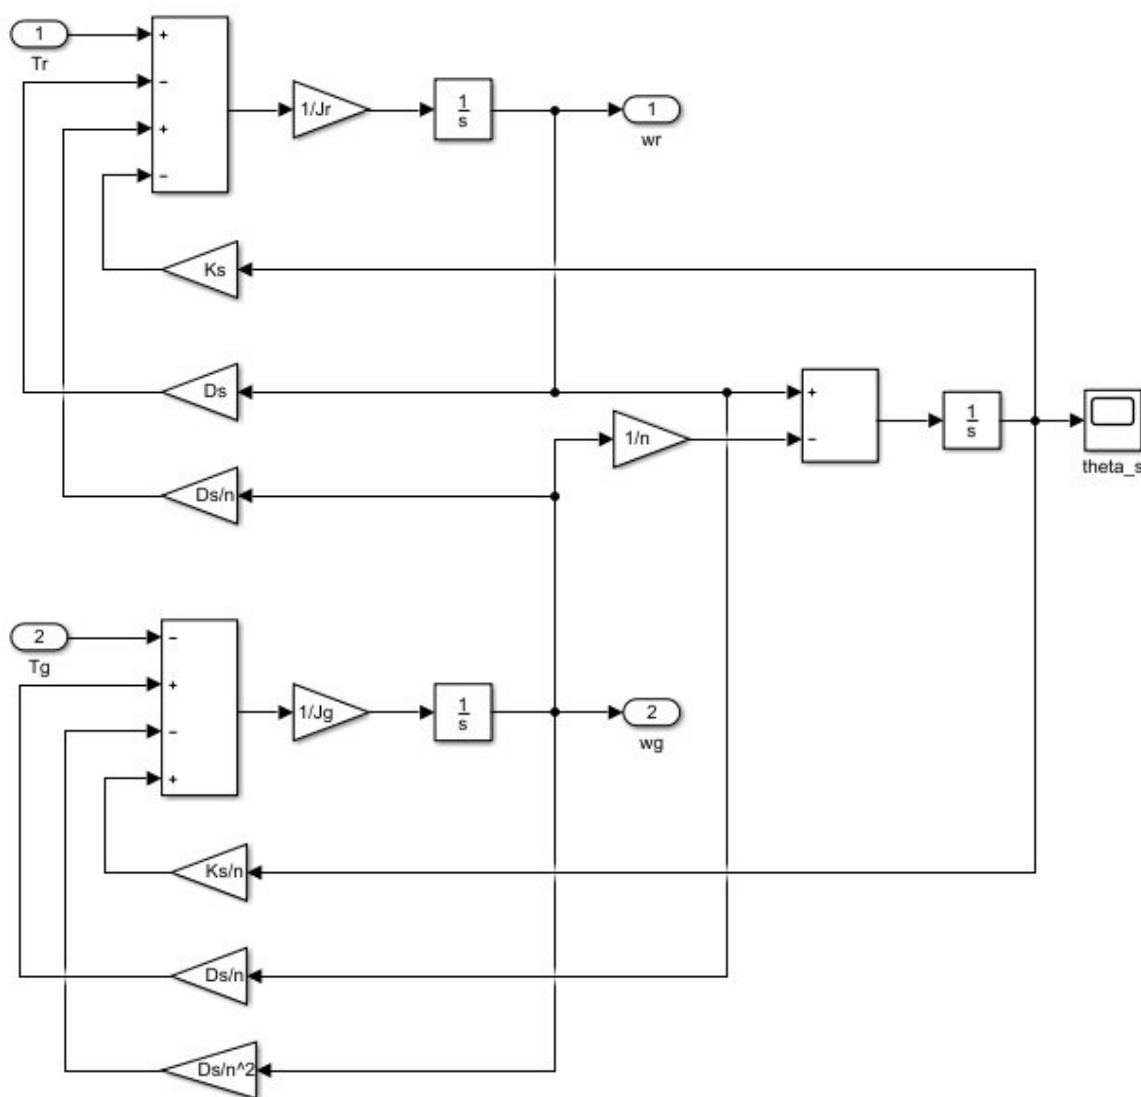 1
+
Tr
−
+
−
1/Jr
1
s
1
wr
Ks
Ds
Ds/n
1/n
+
−
1
s
theta_s
2
−
Tg
+
−
+
1/Jg
1
s
2
wg
Ks/n
Ds/n
Ds/n^2